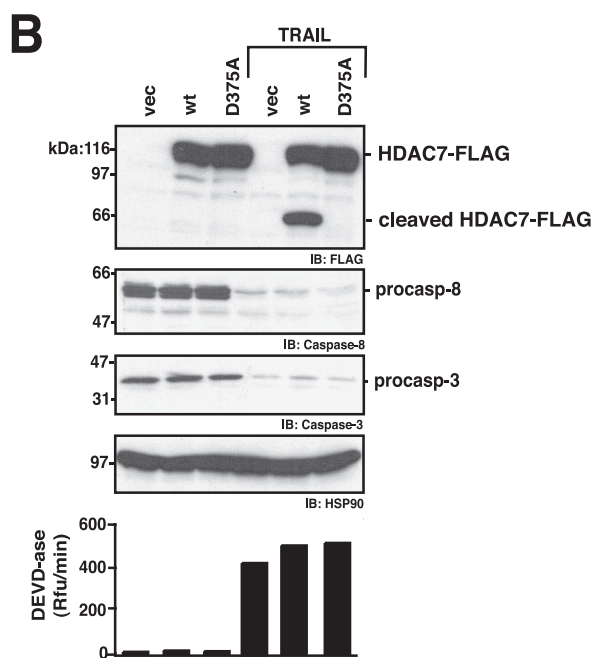 B
TRAIL
vec wt D375A vec wt D375A
kDa:116 HDAC7-FLAG
97
66 cleaved HDAC7-FLAG
IB: FLAG
66
procasp-8
47
IB: Caspase-8
47
procasp-3
31
IB: Caspase-3
97
IB: HSP90
DEVD-ase
(Rfu/min)
600
400
200
0